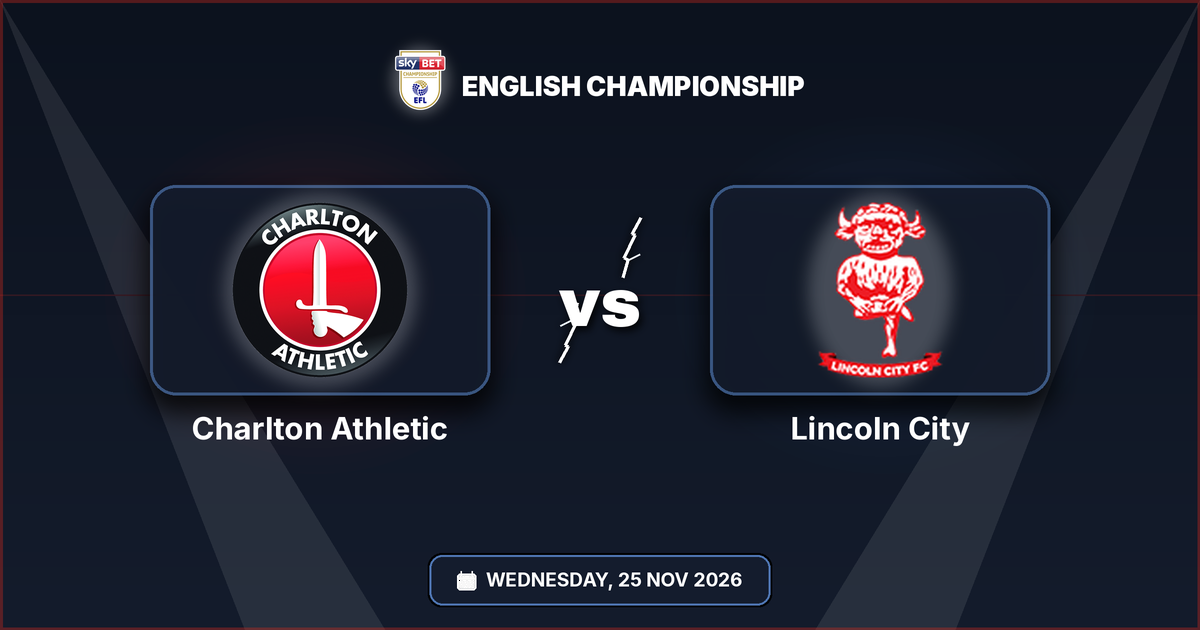 sky BET
CHAMPIONSHIP
EFL
ENGLISH CHAMPIONSHIP
CHARLTON
ATHLETIC
vs
LINCOLN CITY FC
Charlton Athletic
Lincoln City
WEDNESDAY, 25 NOV 2026